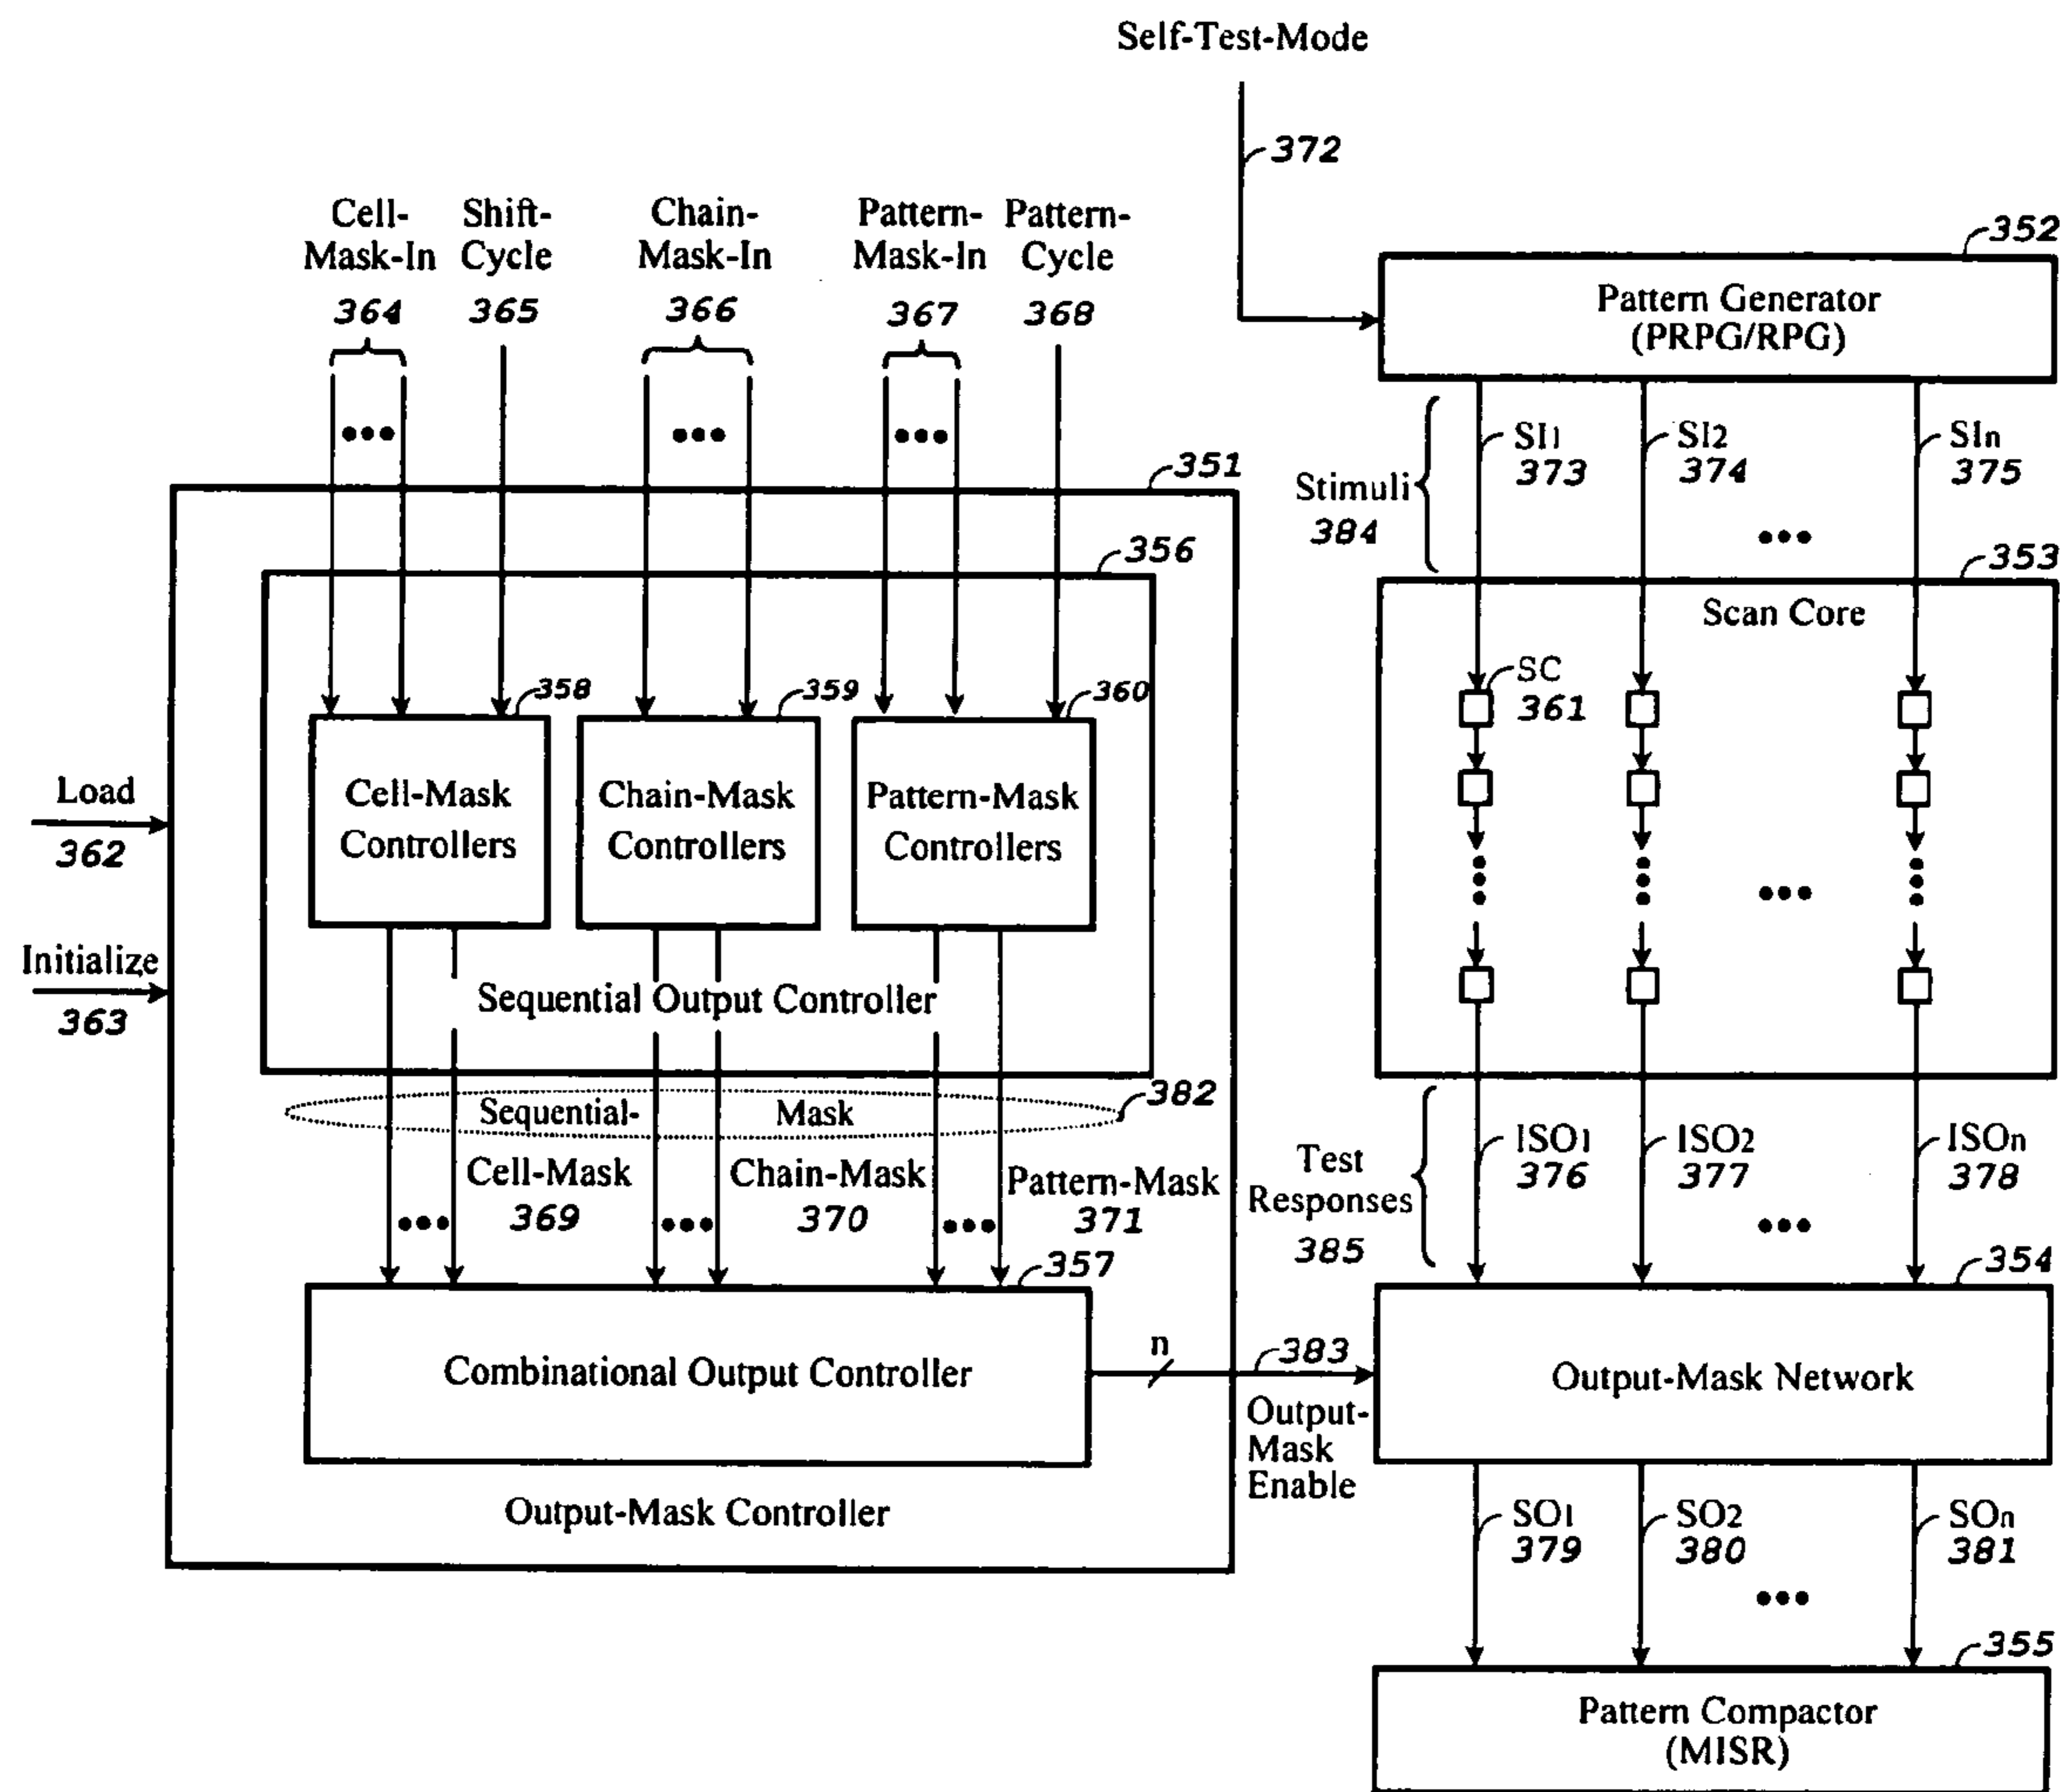 Self-Test-Mode
372
Cell-
Mask-In
364
Shift-
Cycle
365
Chain-
Mask-In
366
Pattern-
Mask-In
367
Pattern-
Cycle
368
352
Pattern Generator
(PRPG/RPG)
Stimuli
384
SI1
373
SI2
374
SIn
375
351
356
353
Scan Core
SC
361
358
359
360
Cell-Mask
Controllers
Chain-Mask
Controllers
Pattern-Mask
Controllers
Load
362
Initialize
363
Sequential Output Controller
Sequential-
Mask
382
Cell-Mask
369
Chain-Mask
370
Pattern-Mask
371
Test
Responses
385
ISO1
376
ISO2
377
ISOn
378
357
354
Combinational Output Controller
n
383
Output-
Mask
Enable
Output-Mask Network
Output-Mask Controller
SO1
379
SO2
380
SOn
381
355
Pattern Compactor
(MISR)